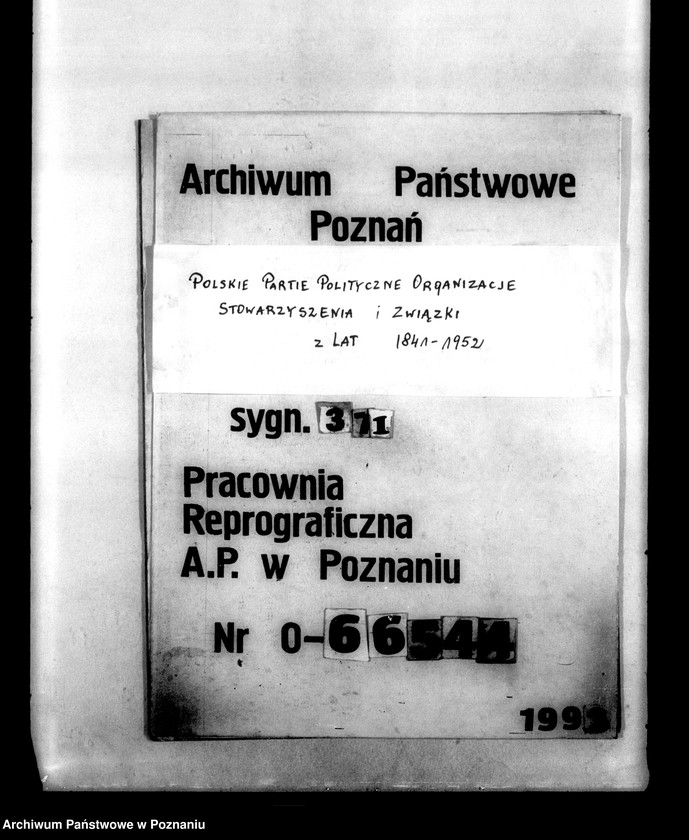 Archiwum Państwowe
Poznań
POLSKIE PARTIE POLITYCZNE ORGANIZACJE
STOWARZYSZENIA i ZWIĄZKI
z LAT 1841-1952
sygn. 371
Pracownia
Reprograficzna
A.P. w Poznaniu
Nr 0-66544
1993
Archiwum Państwowe w Poznaniu